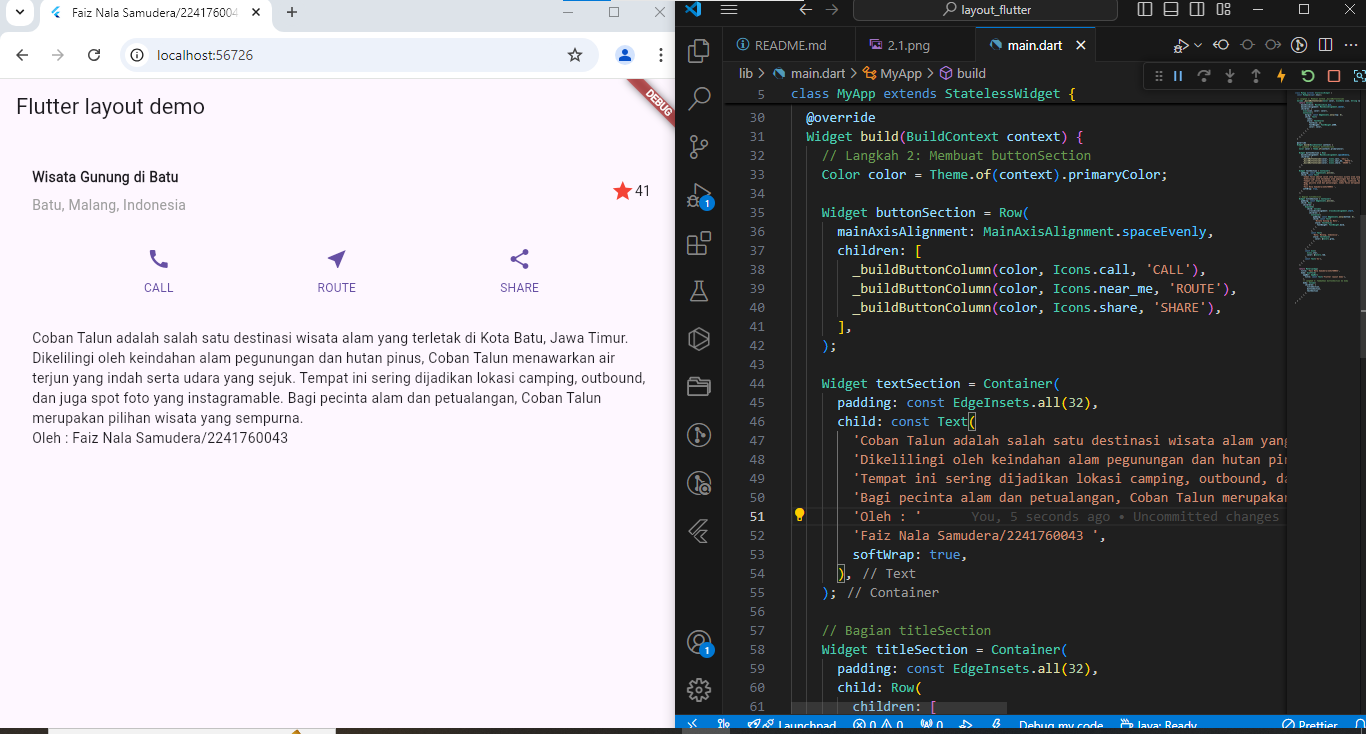 Faiz Nala Samudera/224176004
localhost:56726
Flutter layout demo
DEBUG
Wisata Gunung di Batu
Batu, Malang, Indonesia
41
CALL
ROUTE
SHARE
Coban Talun adalah salah satu destinasi wisata alam yang terletak di Kota Batu, Jawa Timur.
Dikelilingi oleh keindahan alam pegunungan dan hutan pinus, Coban Talun menawarkan air
terjun yang indah serta udara yang sejuk. Tempat ini sering dijadikan lokasi camping, outbound,
dan juga spot foto yang instagramable. Bagi pecinta alam dan petualangan, Coban Talun
merupakan pilihan wisata yang sempurna.
Oleh : Faiz Nala Samudera/2241760043
layout_flutter
README.md
2.1.png
main.dart
lib > main.dart > MyApp > build
5 class MyApp extends StatelessWidget {
30 @override
31 Widget build(BuildContext context) {
32 // Langkah 2: Membuat buttonSection
33 Color color = Theme.of(context).primaryColor;
34
35 Widget buttonSection = Row(
36 mainAxisAlignment: MainAxisAlignment.spaceEvenly,
37 children: [
38 _buildButtonColumn(color, Icons.call, 'CALL'),
39 _buildButtonColumn(color, Icons.near_me, 'ROUTE'),
40 _buildButtonColumn(color, Icons.share, 'SHARE'),
41 ],
42 );
43
44 Widget textSection = Container(
45 padding: const EdgeInsets.all(32),
46 child: const Text(
47 'Coban Talun adalah salah satu destinasi wisata alam yang
48 'Dikelilingi oleh keindahan alam pegunungan dan hutan pin
49 'Tempat ini sering dijadikan lokasi camping, outbound, da
50 'Bagi pecinta alam dan petualangan, Coban Talun merupakan
51 'Oleh : ' You, 5 seconds ago • Uncommitted changes
52 'Faiz Nala Samudera/2241760043 ',
53 softWrap: true,
54 ), // Text
55 ); // Container
56
57 // Bagian titleSection
58 Widget titleSection = Container(
59 padding: const EdgeInsets.all(32),
60 child: Row(
61 children: [
1
1
Launchpad 0 0 0 Debug my code Java: Ready Prettier